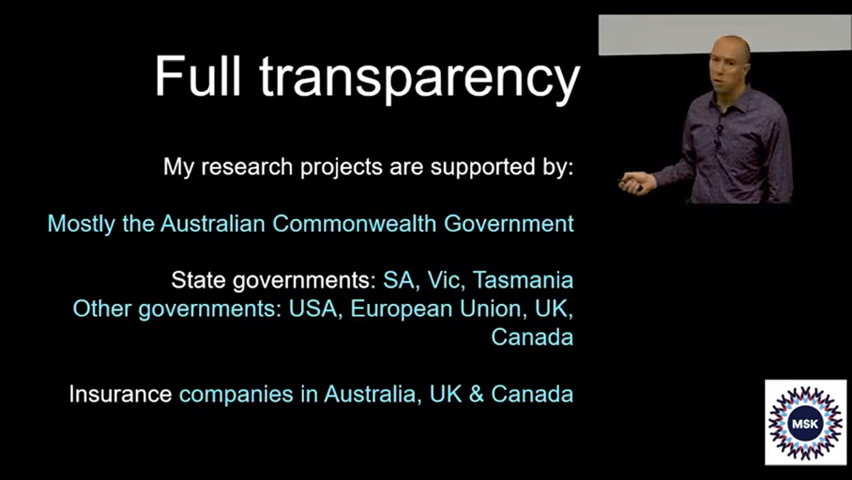 Full transparency
My research projects are supported by:
Mostly the Australian Commonwealth Government
State governments: SA, Vic, Tasmania
Other governments: USA, European Union, UK,
Canada
Insurance companies in Australia, UK & Canada
MSK